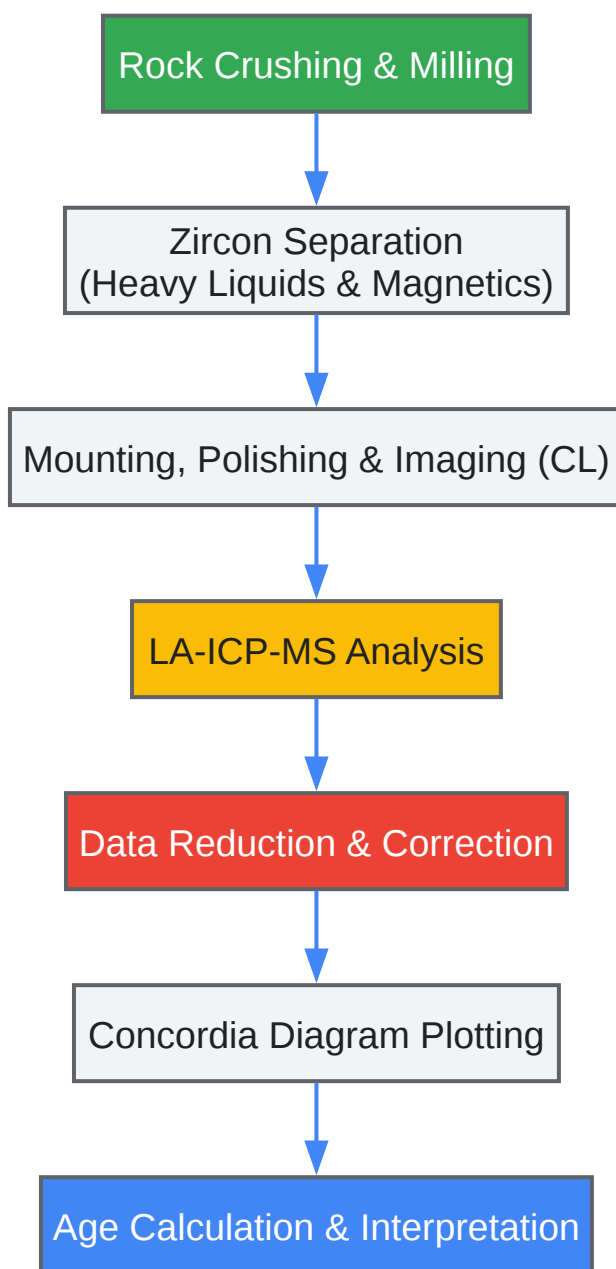 Rock Crushing & Milling
Zircon Separation
(Heavy Liquids & Magnetics)
Mounting, Polishing & Imaging (CL)
LA-ICP-MS Analysis
Data Reduction & Correction
Concordia Diagram Plotting
Age Calculation & Interpretation